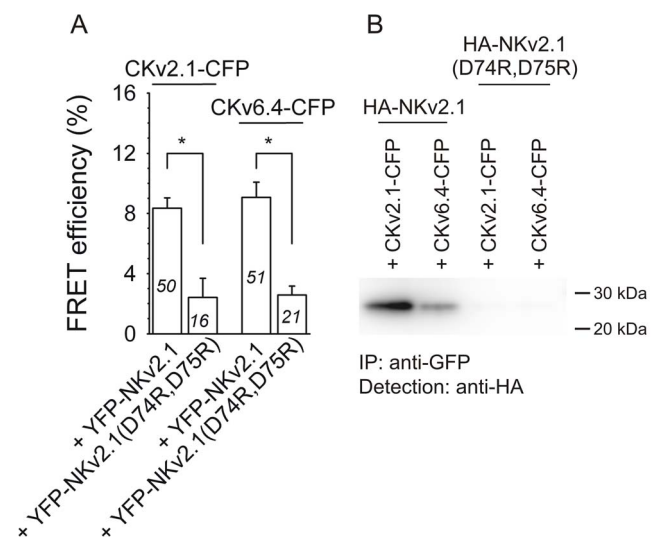 A
CKv2.1-CFP
CKv6.4-CFP
FRET efficiency (%)
16
12
8
4
0
*
*
50
16
51
21
+ YFP-NKv2.1
+ YFP-NKv2.1(D74R,D75R)
+ YFP-NKv2.1
+ YFP-NKv2.1(D74R,D75R)
B
HA-NKv2.1
(D74R,D75R)
HA-NKv2.1
+ CKv2.1-CFP
+ CKv6.4-CFP
+ CKv2.1-CFP
+ CKv6.4-CFP
30 kDa
20 kDa
IP: anti-GFP
Detection: anti-HA